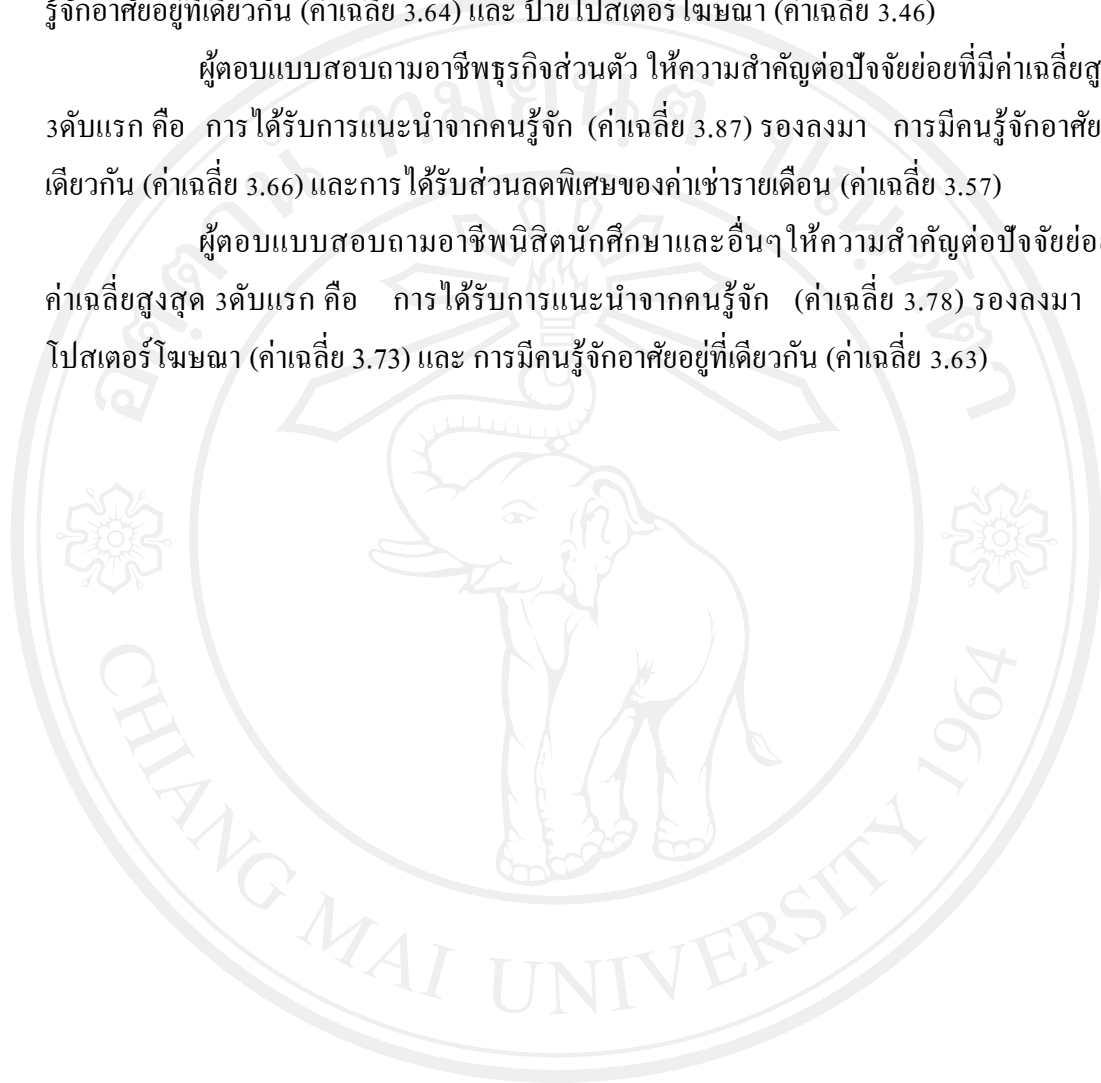 รู้จักอาศัยอยู่ที่เดียวกัน (ค่าเฉลี่ย 3.64) และ ป้ายโปสเตอร์โฆษณา (ค่าเฉลี่ย 3.46)
ผู้ตอบแบบสอบถามอาชีพธุรกิจส่วนตัว ให้ความสำคัญต่อปัจจัยย่อยที่มีค่าเฉลี่ยสู
3ดับแรก คือ การได้รับการแนะนำจากคนรู้จัก (ค่าเฉลี่ย 3.87) รองลงมา การมีคนรู้จักอาศัย
เดียวกัน (ค่าเฉลี่ย 3.66) และการได้รับส่วนลดพิเศษของค่าเช่ารายเดือน (ค่าเฉลี่ย 3.57)
ผู้ตอบแบบสอบถามอาชีพนิสิตนักศึกษาและอื่นๆให้ความสำคัญต่อปัจจัยย่อ
ค่าเฉลี่ยสูงสุด 3ดับแรก คือ การได้รับการแนะนำจากคนรู้จัก (ค่าเฉลี่ย 3.78) รองลงมา
โปสเตอร์โฆษณา (ค่าเฉลี่ย 3.73) และ การมีคนรู้จักอาศัยอยู่ที่เดียวกัน (ค่าเฉลี่ย 3.63)
อตฺตานํ ทมยนฺติ ปณฺฑิตา
CHIANG MAI UNIVERSITY 1964